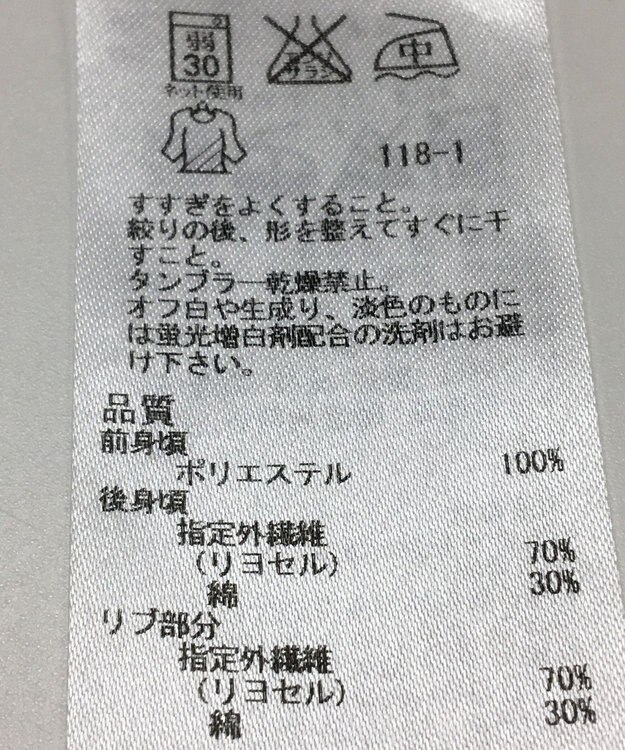 弱
30
ネット使用
エンソ
サラシ
中
118-1
すすぎをよくすること。
絞りの後、形を整えてすぐに干
すこと。
タンブラー乾燥禁止。
オフ白や生成り、淡色のものに
は蛍光増白剤配合の洗剤はお避
け下さい。
品質
前身頃
ポリエステル 100%
後身頃
指定外繊維
(リヨセル) 70%
綿 30%
リブ部分
指定外繊維
(リヨセル) 70%
綿 30%